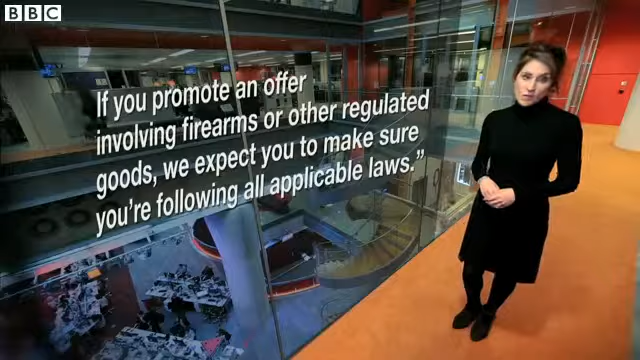 BBC
If you promote an offer
involving firearms or other regulated
goods, we expect you to make sure
you're following all applicable laws.”